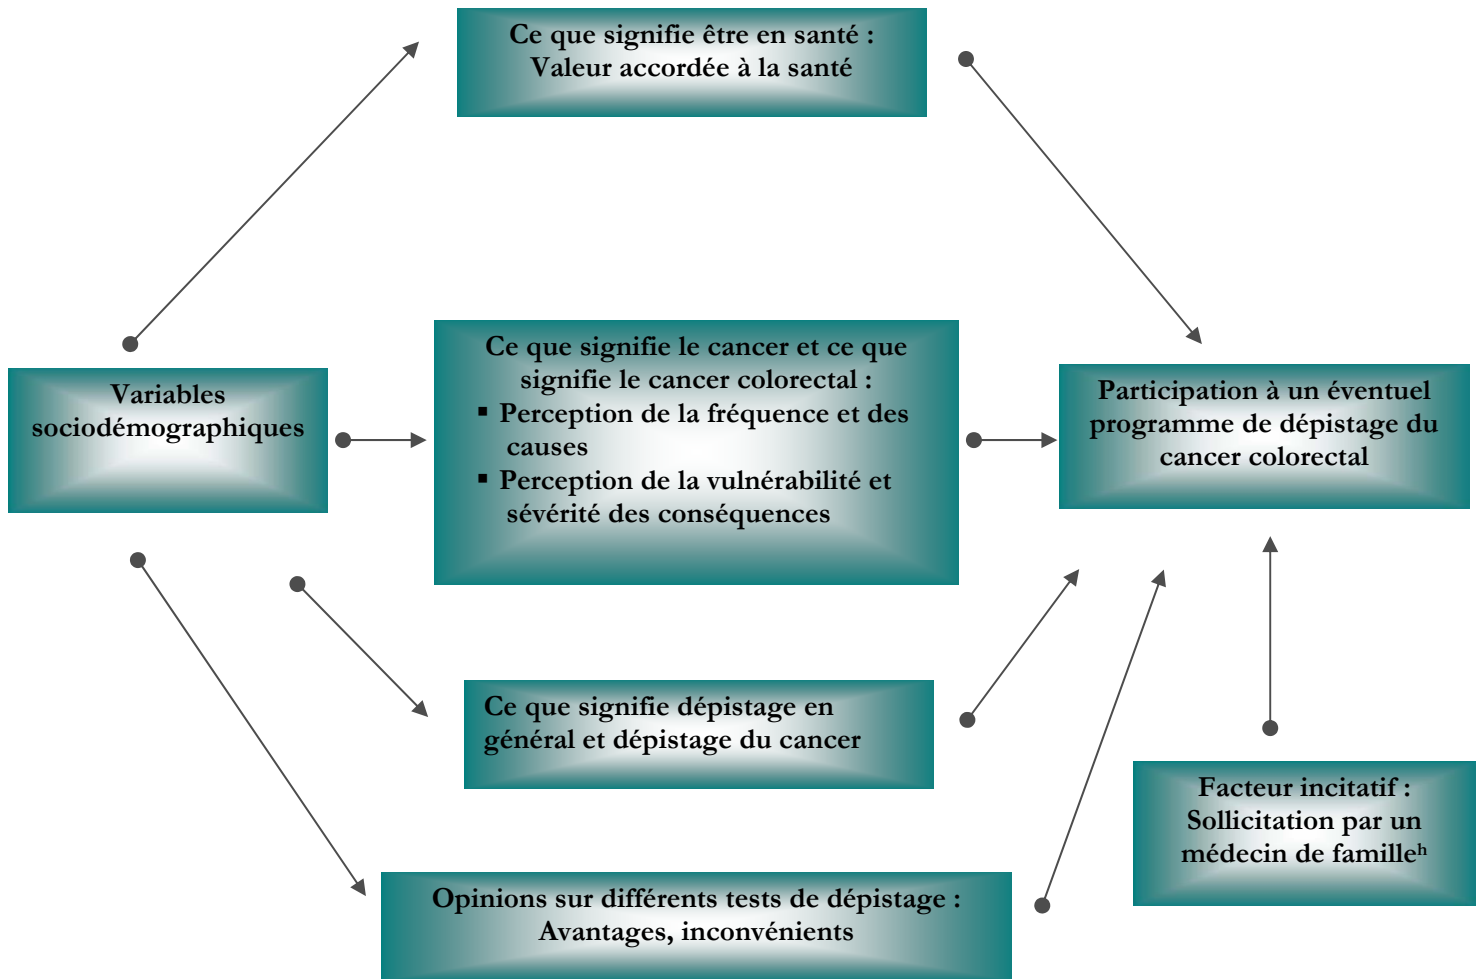 Ce que signifie être en santé :
Valeur accordée à la santé
Variables
sociodémographiques
Ce que signifie le cancer et ce que
signifie le cancer colorectal :
▪ Perception de la fréquence et des
causes
▪ Perception de la vulnérabilité et
sévérité des conséquences
Participation à un éventuel
programme de dépistage du
cancer colorectal
Ce que signifie dépistage en
général et dépistage du cancer
Facteur incitatif :
Sollicitation par un
médecin de familleʰ
Opinions sur différents tests de dépistage :
Avantages, inconvénients